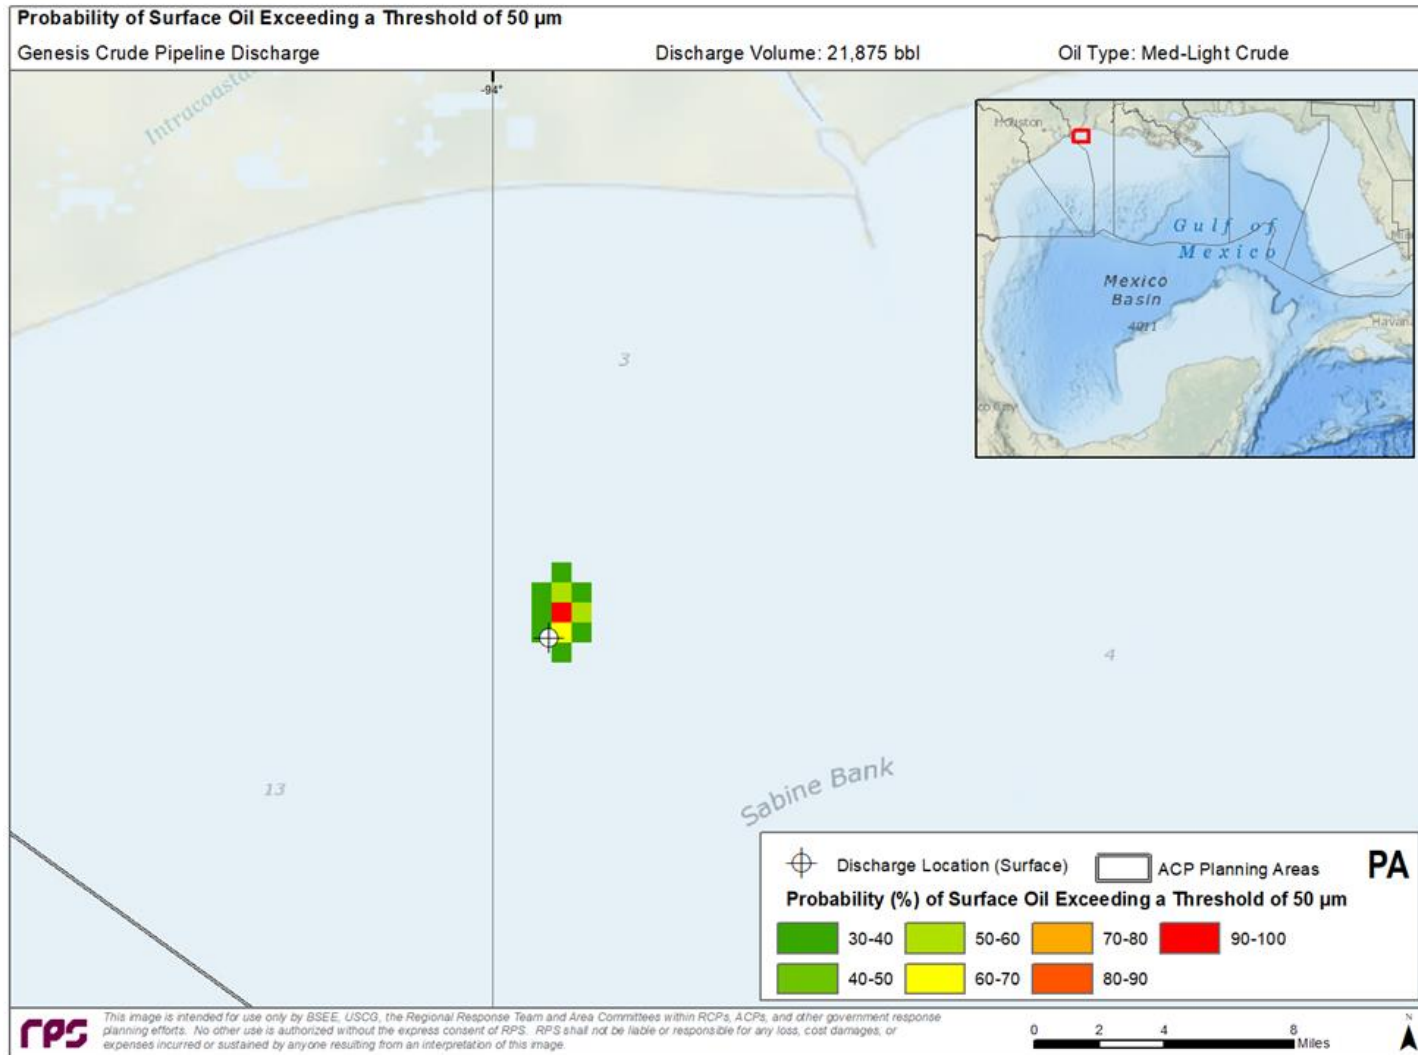 Probability of Surface Oil Exceeding a Threshold of 50 µm
Genesis Crude Pipeline Discharge
Discharge Volume: 21,875 bbl
Oil Type: Med-Light Crude
-94°
Houston
Gulf of
Mexico
Mexico
Basin
4011
Havan
3
4
13
Sabine Bank
Discharge Location (Surface)
ACP Planning Areas
PA
Probability (%) of Surface Oil Exceeding a Threshold of 50 µm
30-40
50-60
70-80
90-100
40-50
60-70
80-90
rps
This image is intended for use only by BSEE, USCG, the Regional Response Team and Area Committees within RCPs, ACPs, and other government response
planning efforts. No other use is authorized without the express consent of RPS. RPS shall not be liable or responsible for any loss, cost damages, or
expenses incurred or sustained by anyone resulting from an interpretation of this image.
0 2 4 8
Miles
N
Intracoasta